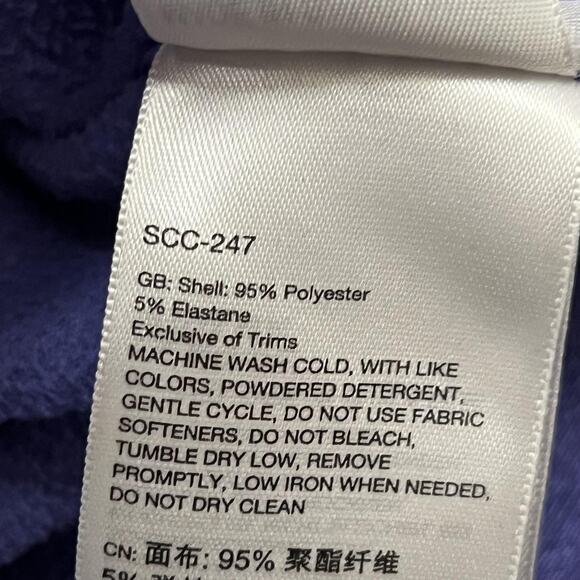 SCC-247
GB: Shell: 95% Polyester
5% Elastane
Exclusive of Trims
MACHINE WASH COLD, WITH LIKE
COLORS, POWDERED DETERGENT,
GENTLE CYCLE, DO NOT USE FABRIC
SOFTENERS, DO NOT BLEACH,
TUMBLE DRY LOW, REMOVE
PROMPTLY, LOW IRON WHEN NEEDED,
DO NOT DRY CLEAN
CN: 面布: 95% 聚酯纤维
5%